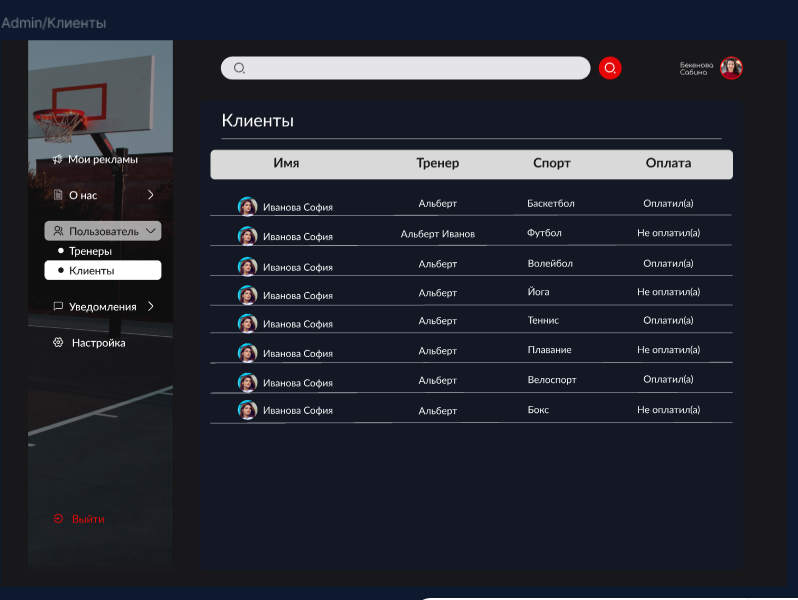 Admin/Клиенты
Бекенова
Сабина
Мои рекламы
О нас
Пользователь
Тренеры
Клиенты
Уведомления
Настройка
Выйти
Клиенты
Имя Тренер Спорт Оплата
Иванова София Альберт Баскетбол Оплатил(а)
Иванова София Альберт Иванов Футбол Не оплатил(а)
Иванова София Альберт Волейбол Оплатил(а)
Иванова София Альберт Йога Не оплатил(а)
Иванова София Альберт Теннис Оплатил(а)
Иванова София Альберт Плавание Не оплатил(а)
Иванова София Альберт Велоспорт Оплатил(а)
Иванова София Альберт Бокс Не оплатил(а)